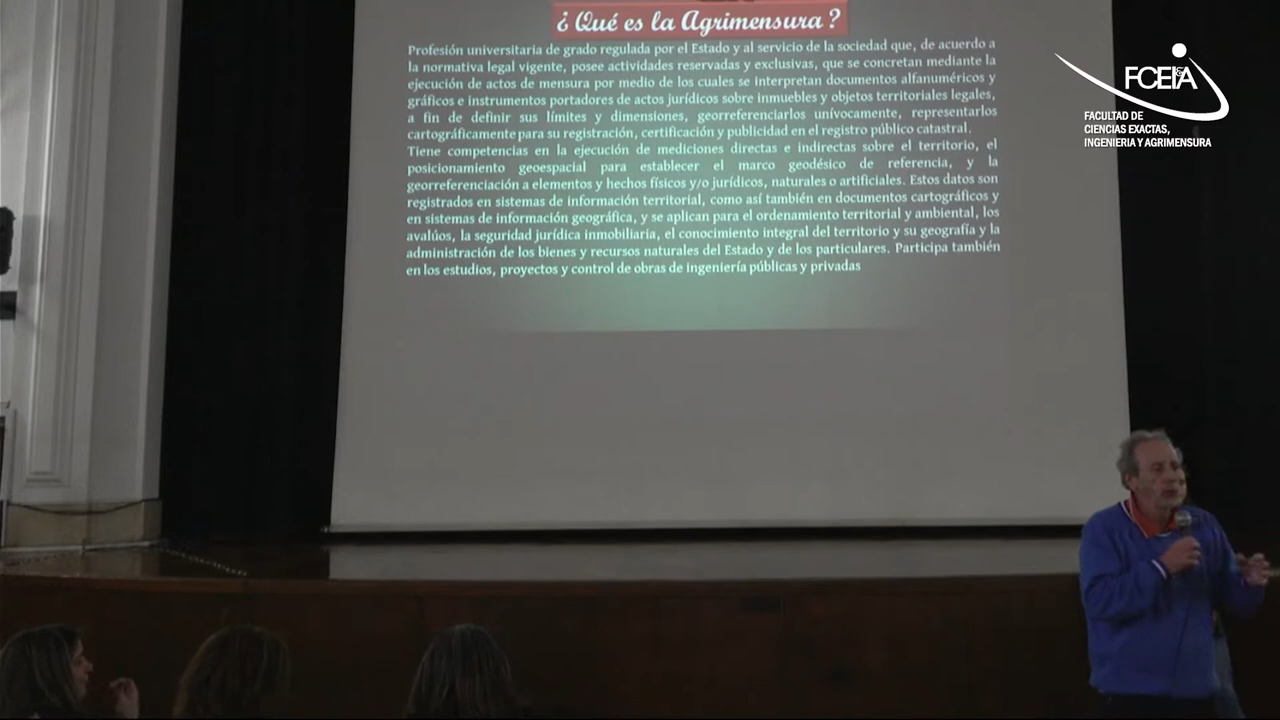 ¿ Qué es la Agrimensura ?
Profesión universitaria de grado regulada por el Estado y al servicio de la sociedad que, de acuerdo a
la normativa legal vigente, posee actividades reservadas y exclusivas, que se concretan mediante la
ejecución de actos de mensura por medio de los cuales se interpretan documentos alfanuméricos y
gráficos e instrumentos portadores de actos jurídicos sobre inmuebles y objetos territoriales legales,
a fin de definir sus límites y dimensiones, georreferenciarlos unívocamente, representarlos
cartográficamente para su registración, certificación y publicidad en el registro público catastral.
Tiene competencias en la ejecución de mediciones directas e indirectas sobre el territorio, el
posicionamiento geoespacial para establecer el marco geodésico de referencia, y la
georreferenciación a elementos y hechos físicos y/o jurídicos, naturales o artificiales. Estos datos son
registrados en sistemas de información territorial, como así también en documentos cartográficos y
en sistemas de información geográfica, y se aplican para el ordenamiento territorial y ambiental, los
avalúos, la seguridad jurídica inmobiliaria, el conocimiento integral del territorio y su geografía y la
administración de los bienes y recursos naturales del Estado y de los particulares. Participa también
en los estudios, proyectos y control de obras de ingeniería públicas y privadas
FCEIA
FACULTAD DE
CIENCIAS EXACTAS,
INGENIERIA Y AGRIMENSURA